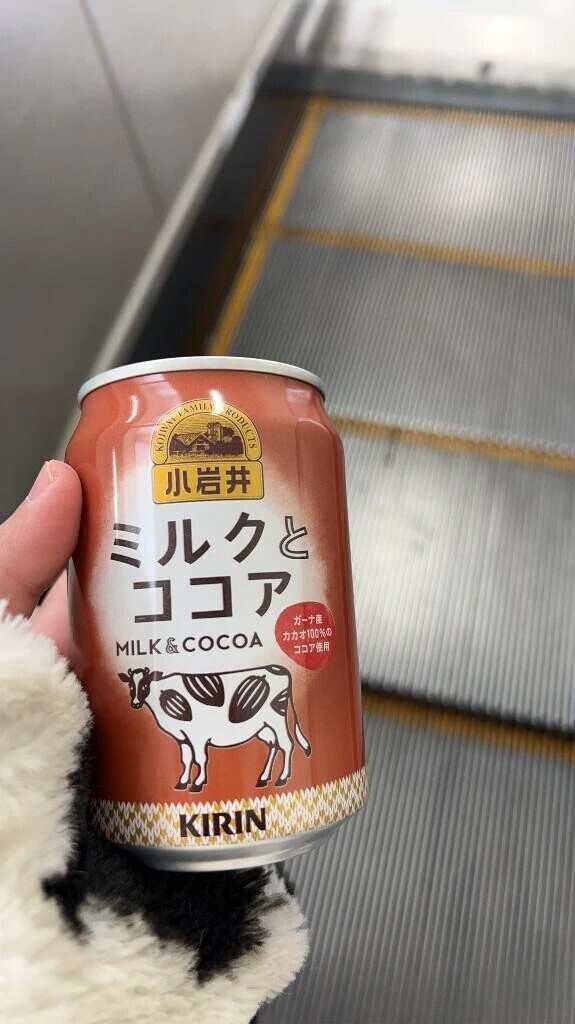 KOIWAI FAMILY PRODUCTS
小岩井
ミルクと
ココア
MILK & COCOA
ガーナ産
カカオ100%の
ココア使用
KIRIN